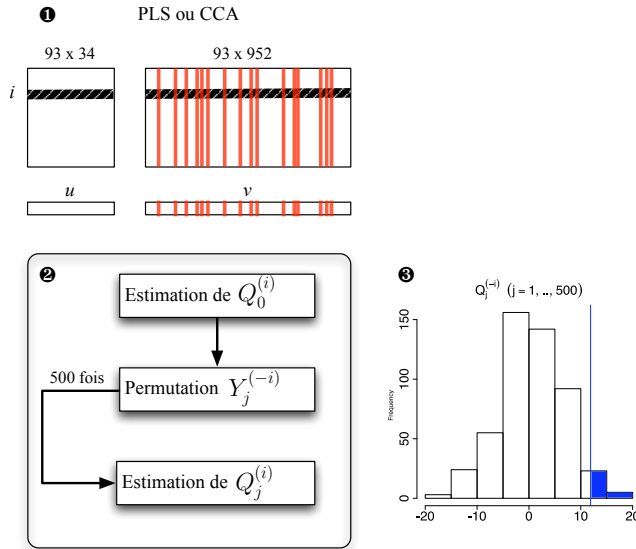 ❶ PLS ou CCA
93 x 34 93 x 952
i
u v
❷
Estimation de Q_0^{(i)}
500 fois
Permutation Y_j^{(-i)}
Estimation de Q_j^{(i)}
❸
Q_j^{(-i)} (j = 1, .., 500)
Frequency
150
100
50
0
-20 -10 0 10 20